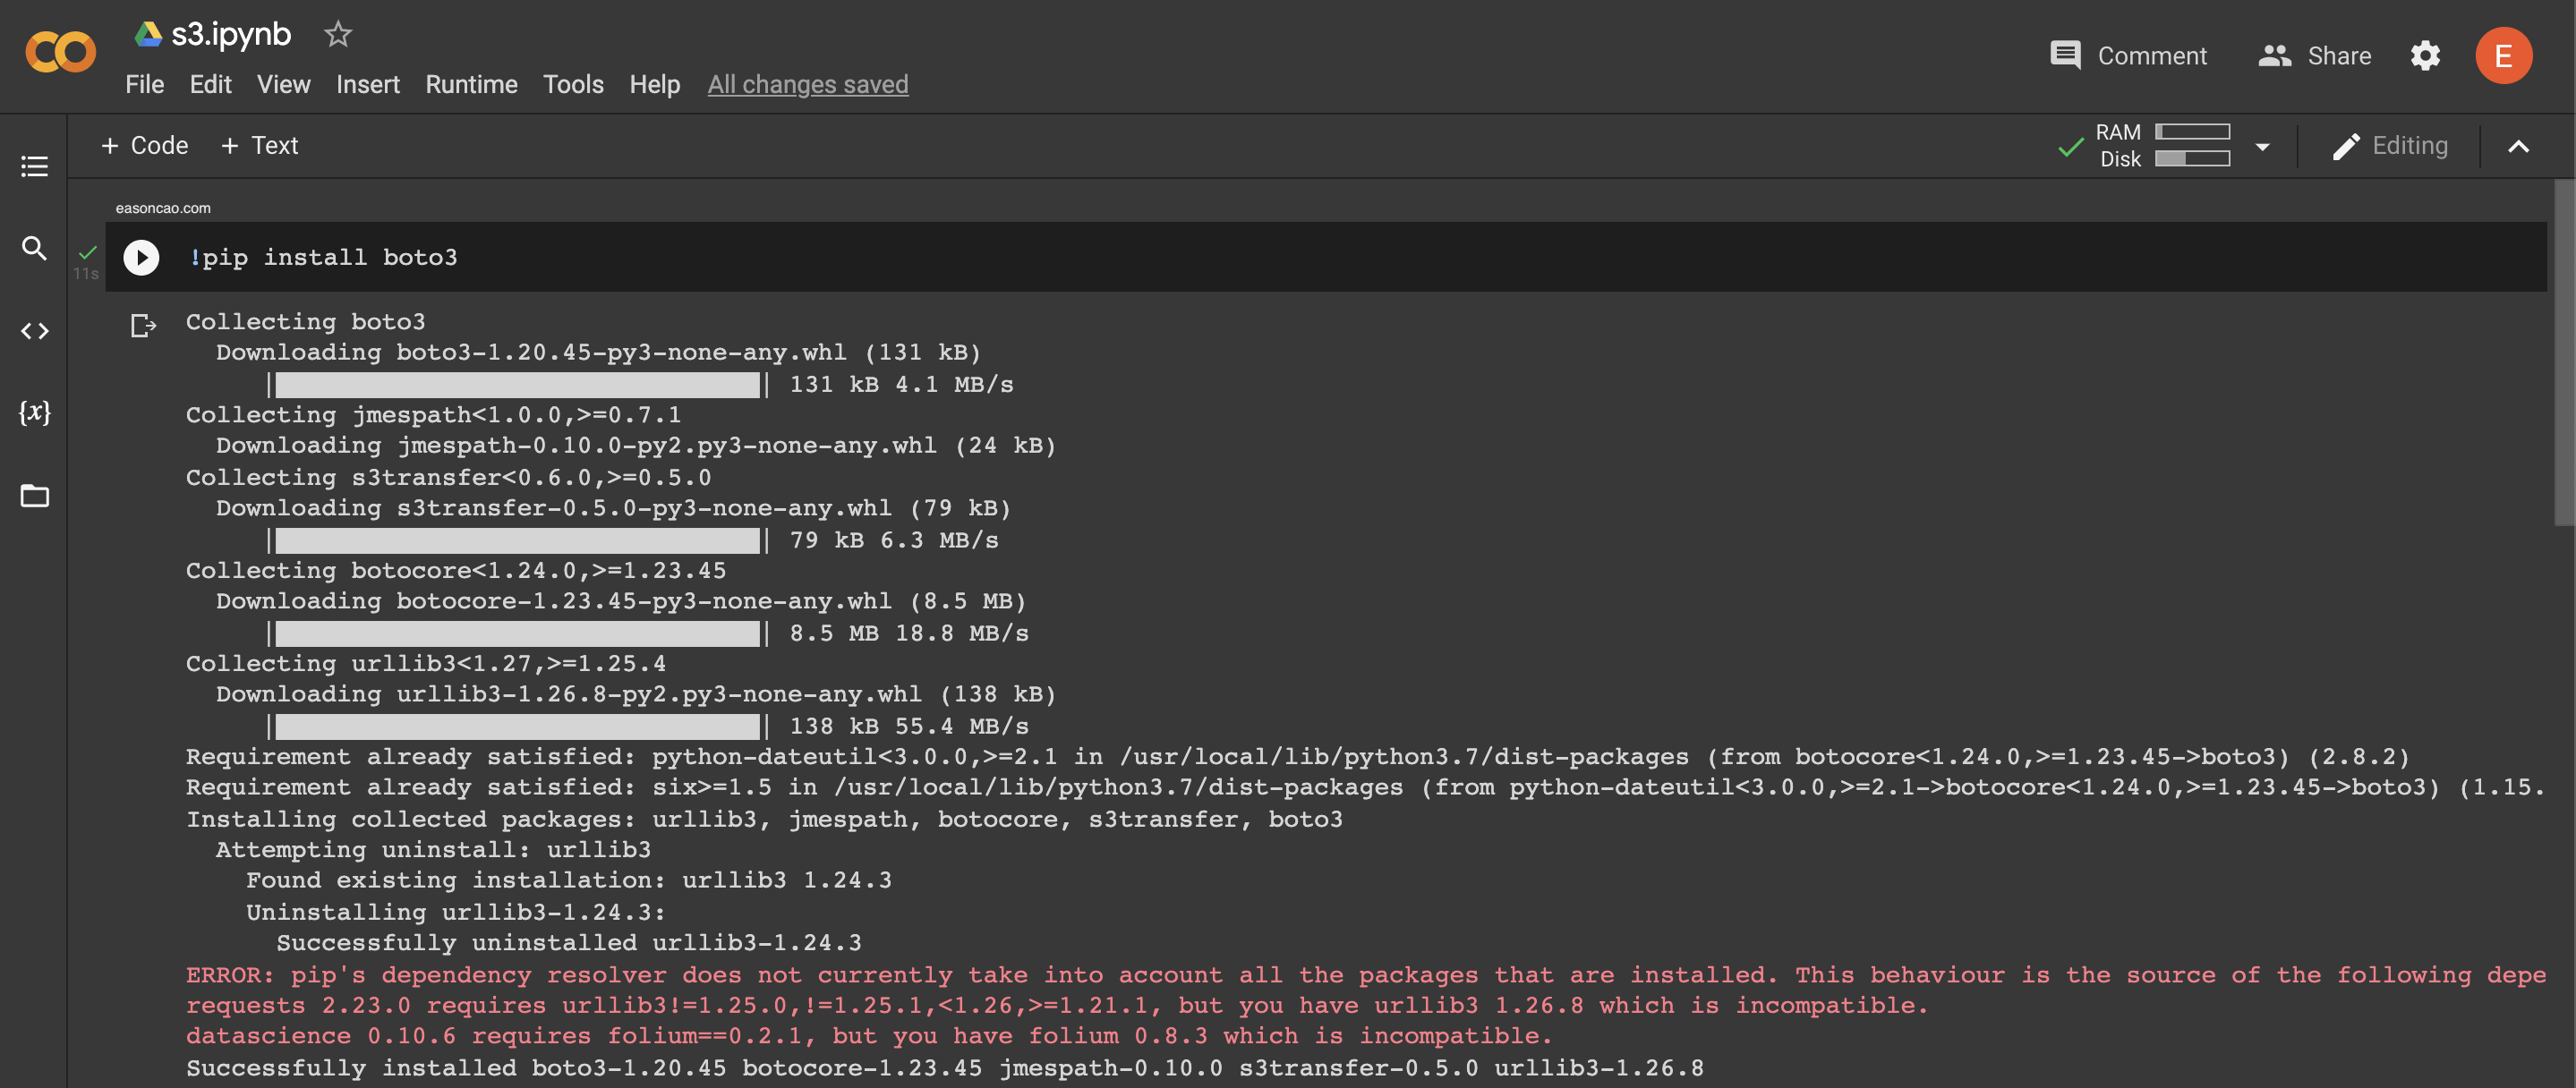 s3.ipynb
File Edit View Insert Runtime Tools Help All changes saved
Comment Share E
+ Code + Text
RAM
Disk
Editing
easoncao.com
11s
!pip install boto3
Collecting boto3
Downloading boto3-1.20.45-py3-none-any.whl (131 kB)
| | 131 kB 4.1 MB/s
Collecting jmespath<1.0.0,>=0.7.1
Downloading jmespath-0.10.0-py2.py3-none-any.whl (24 kB)
Collecting s3transfer<0.6.0,>=0.5.0
Downloading s3transfer-0.5.0-py3-none-any.whl (79 kB)
| | 79 kB 6.3 MB/s
Collecting botocore<1.24.0,>=1.23.45
Downloading botocore-1.23.45-py3-none-any.whl (8.5 MB)
| | 8.5 MB 18.8 MB/s
Collecting urllib3<1.27,>=1.25.4
Downloading urllib3-1.26.8-py2.py3-none-any.whl (138 kB)
| | 138 kB 55.4 MB/s
Requirement already satisfied: python-dateutil<3.0.0,>=2.1 in /usr/local/lib/python3.7/dist-packages (from botocore<1.24.0,>=1.23.45->boto3) (2.8.2)
Requirement already satisfied: six>=1.5 in /usr/local/lib/python3.7/dist-packages (from python-dateutil<3.0.0,>=2.1->botocore<1.24.0,>=1.23.45->boto3) (1.15.
Installing collected packages: urllib3, jmespath, botocore, s3transfer, boto3
Attempting uninstall: urllib3
Found existing installation: urllib3 1.24.3
Uninstalling urllib3-1.24.3:
Successfully uninstalled urllib3-1.24.3
ERROR: pip's dependency resolver does not currently take into account all the packages that are installed. This behaviour is the source of the following depe
requests 2.23.0 requires urllib3!=1.25.0,!=1.25.1,<1.26,>=1.21.1, but you have urllib3 1.26.8 which is incompatible.
datascience 0.10.6 requires folium==0.2.1, but you have folium 0.8.3 which is incompatible.
Successfully installed boto3-1.20.45 botocore-1.23.45 jmespath-0.10.0 s3transfer-0.5.0 urllib3-1.26.8
{x}